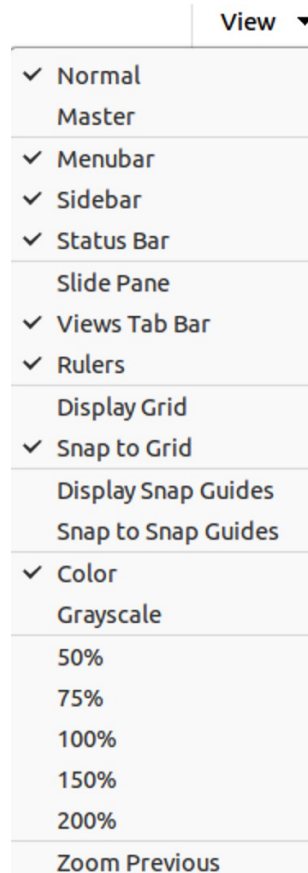 View
Normal
Master
Menubar
Sidebar
Status Bar
Slide Pane
Views Tab Bar
Rulers
Display Grid
Snap to Grid
Display Snap Guides
Snap to Snap Guides
Color
Grayscale
50%
75%
100%
150%
200%
Zoom Previous